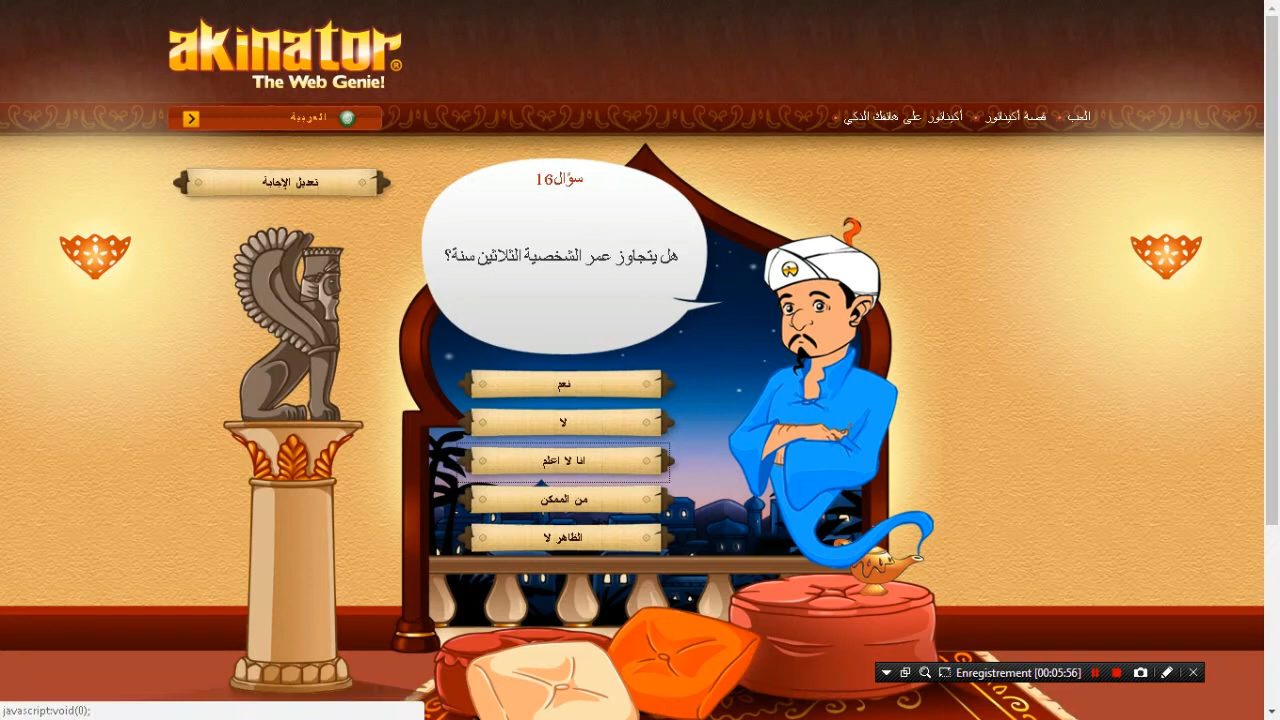 akinator®
The Web Genie!
العربية
العب
قصة أكيناتور
أكيناتور على هاتفك الذكي
تعديل الإجابة
سؤال16
هل يتجاوز عمر الشخصية الثلاثين سنة؟
نعم
لا
انا لا اعلم
من الممكن
الظاهر لا
Enregistrement [00:05:56]
javascript:void(0);